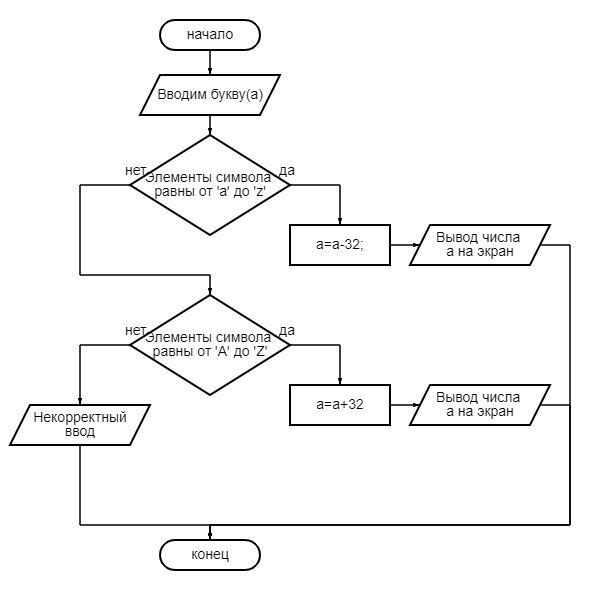 начало
Вводим букву(а)
нет
да
Элементы символа
равны от 'a' до 'z'
a=a-32;
Вывод числа
а на экран
нет
да
Элементы символа
равны от 'A' до 'Z'
a=a+32
Вывод числа
а на экран
Некорректный
ввод
конец